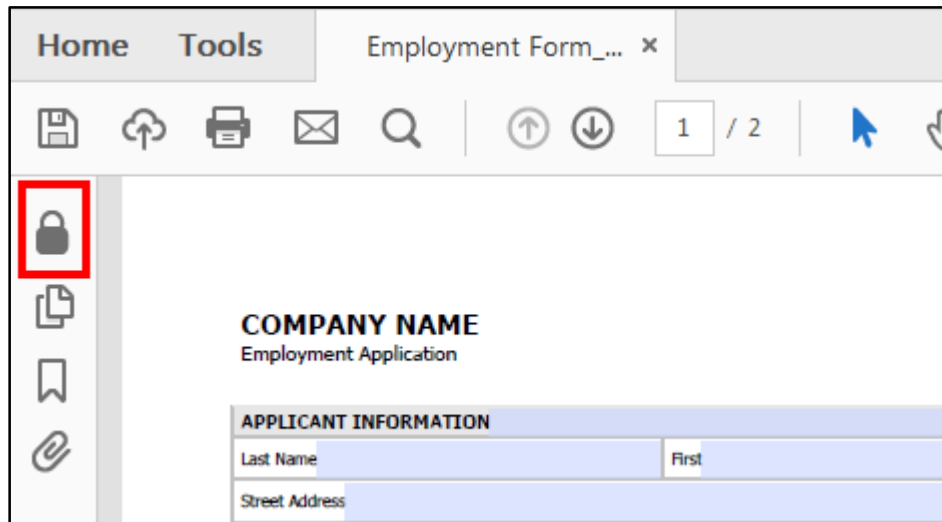 Home Tools Employment Form_... ×
1 / 2
COMPANY NAME
Employment Application
APPLICANT INFORMATION
Last Name First
Street Address